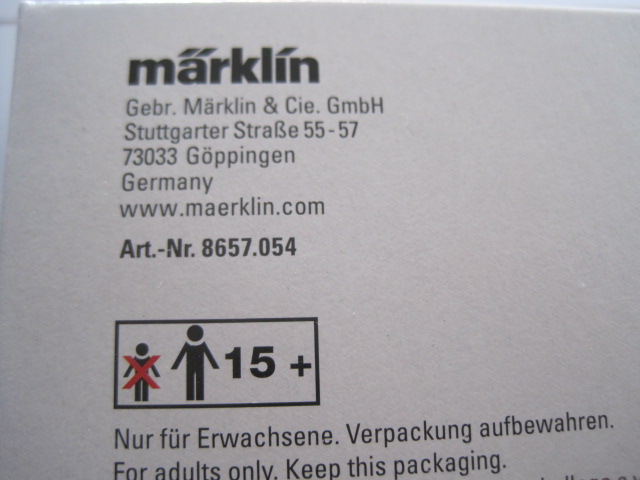 märklín
Gebr. Märklin & Cie. GmbH
Stuttgarter Straße 55-57
73033 Göppingen
Germany
www.maerklin.com
Art.-Nr. 8657.054
15 +
Nur für Erwachsene. Verpackung aufbewahren.
For adults only. Keep this packaging.